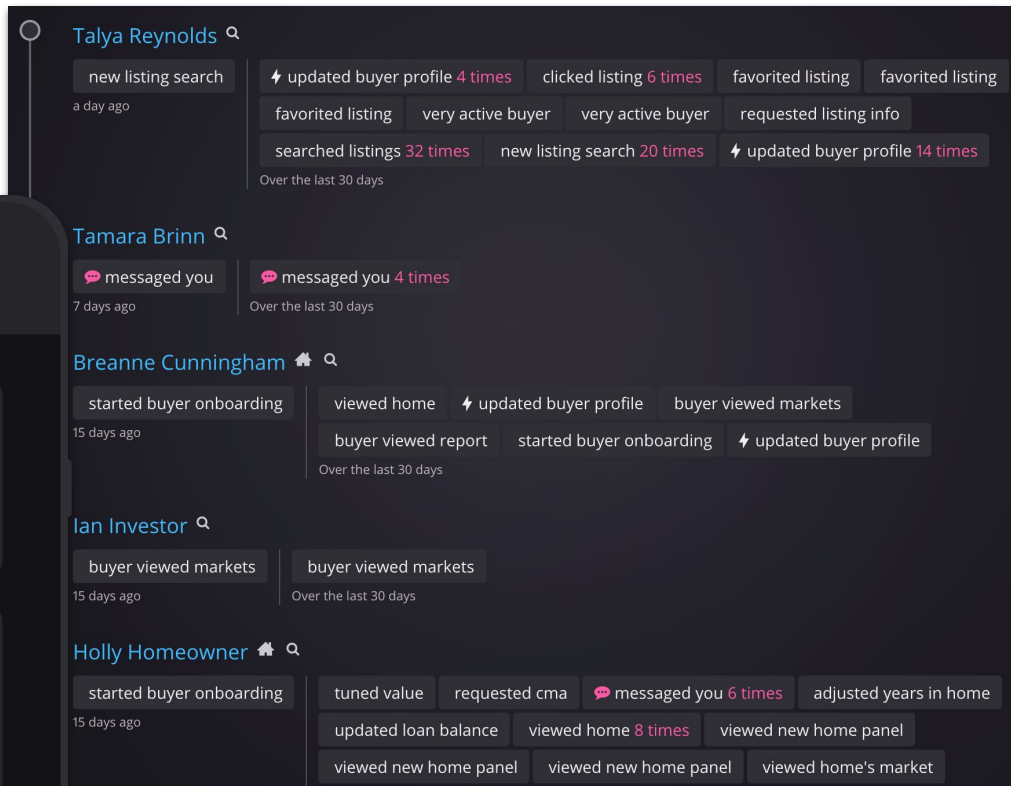 Talya Reynolds
new listing search
a day ago
updated buyer profile 4 times clicked listing 6 times favorited listing favorited listing
favorited listing very active buyer very active buyer requested listing info
searched listings 32 times new listing search 20 times updated buyer profile 14 times
Over the last 30 days
Tamara Brinn
messaged you
7 days ago
messaged you 4 times
Over the last 30 days
Breanne Cunningham
started buyer onboarding
15 days ago
viewed home updated buyer profile buyer viewed markets
buyer viewed report started buyer onboarding updated buyer profile
Over the last 30 days
Ian Investor
buyer viewed markets
15 days ago
buyer viewed markets
Over the last 30 days
Holly Homeowner
started buyer onboarding
15 days ago
tuned value requested cma messaged you 6 times adjusted years in home
updated loan balance viewed home 8 times viewed new home panel
viewed new home panel viewed new home panel viewed home's market